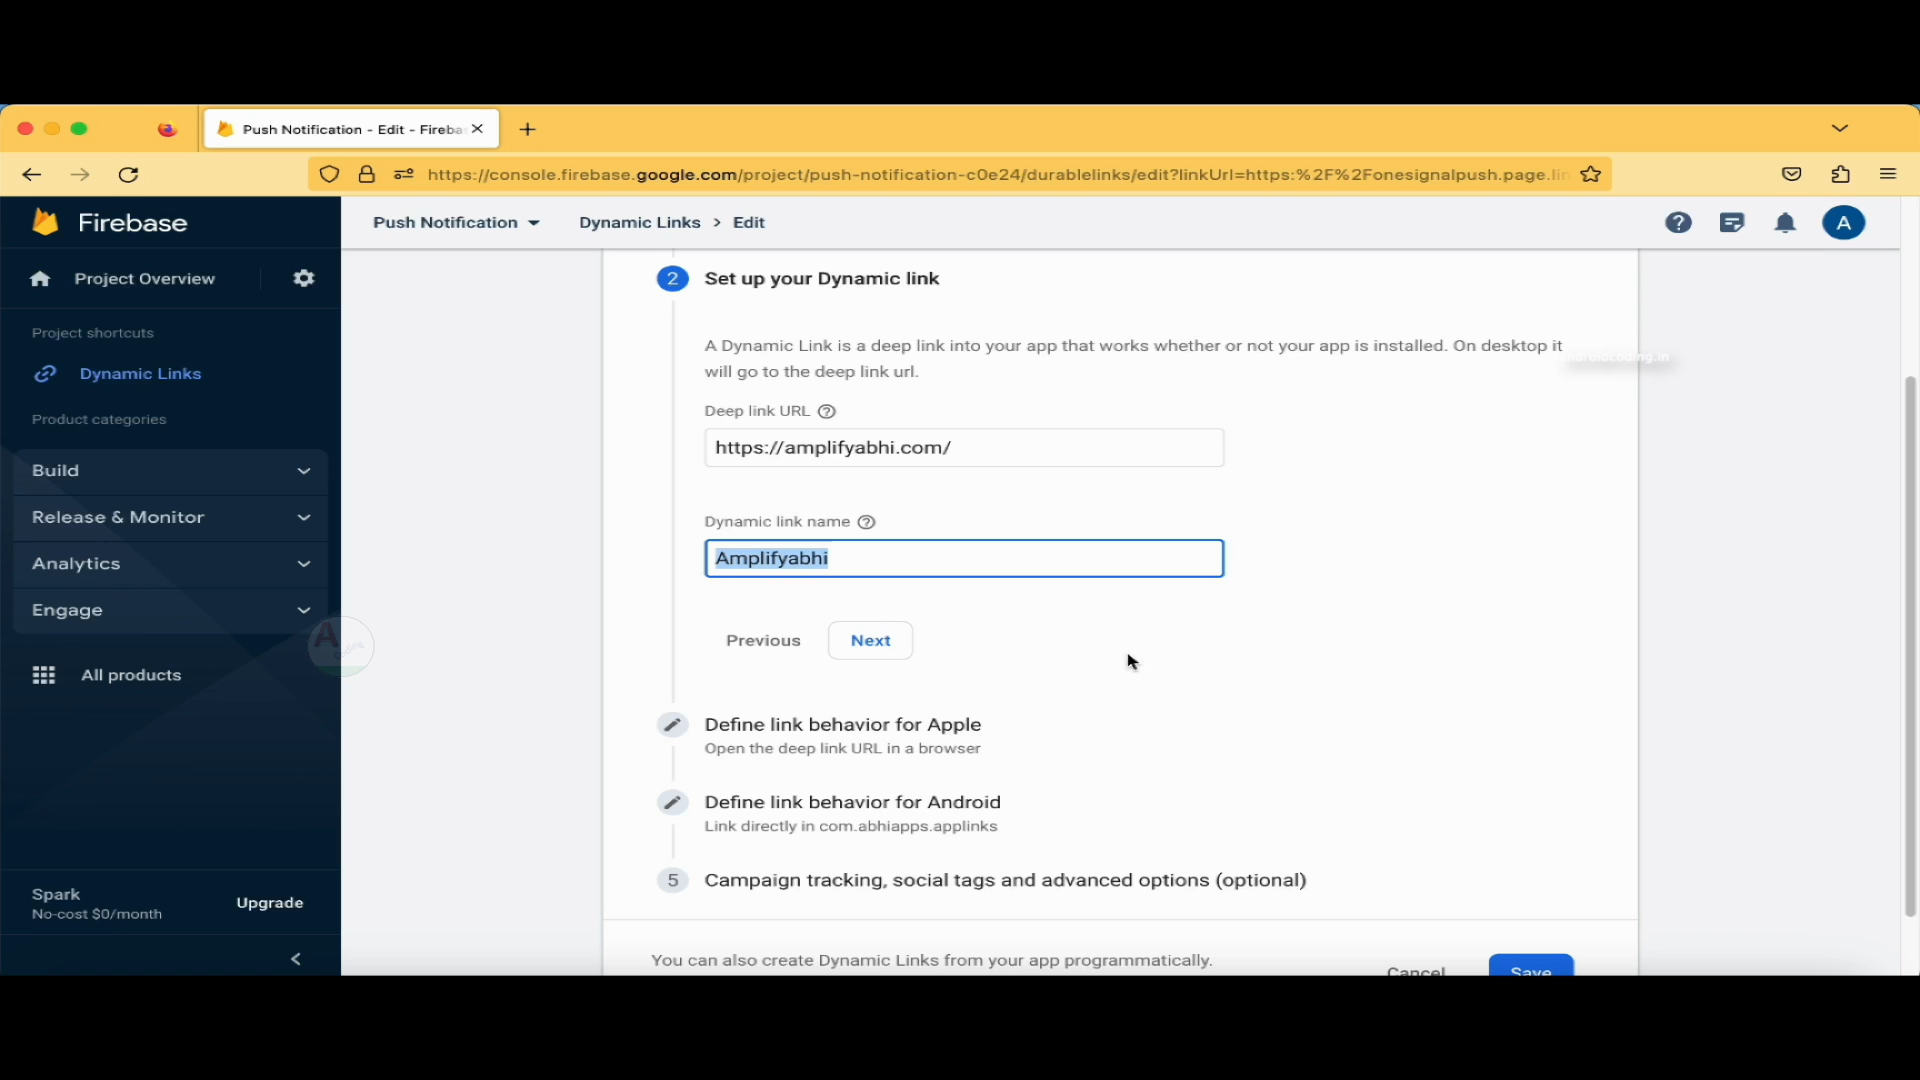 Push Notification - Edit - Fireba
https://console.firebase.google.com/project/push-notification-c0e24/durablelinks/edit?linkUrl=https:%2F%2Fonesignalpush.page.lin
Firebase
Push Notification
Dynamic Links > Edit
A
Project Overview
Project shortcuts
Dynamic Links
Product categories
Build
Release & Monitor
Analytics
Engage
All products
Spark
No-cost $0/month
Upgrade
2 Set up your Dynamic link
A Dynamic Link is a deep link into your app that works whether or not your app is installed. On desktop it
will go to the deep link url.
androidcoding.in
Deep link URL
https://amplifyabhi.com/
Dynamic link name
Amplifyabhi
Previous
Next
Define link behavior for Apple
Open the deep link URL in a browser
Define link behavior for Android
Link directly in com.abhiapps.applinks
5 Campaign tracking, social tags and advanced options (optional)
You can also create Dynamic Links from your app programmatically.
Cancel
Save